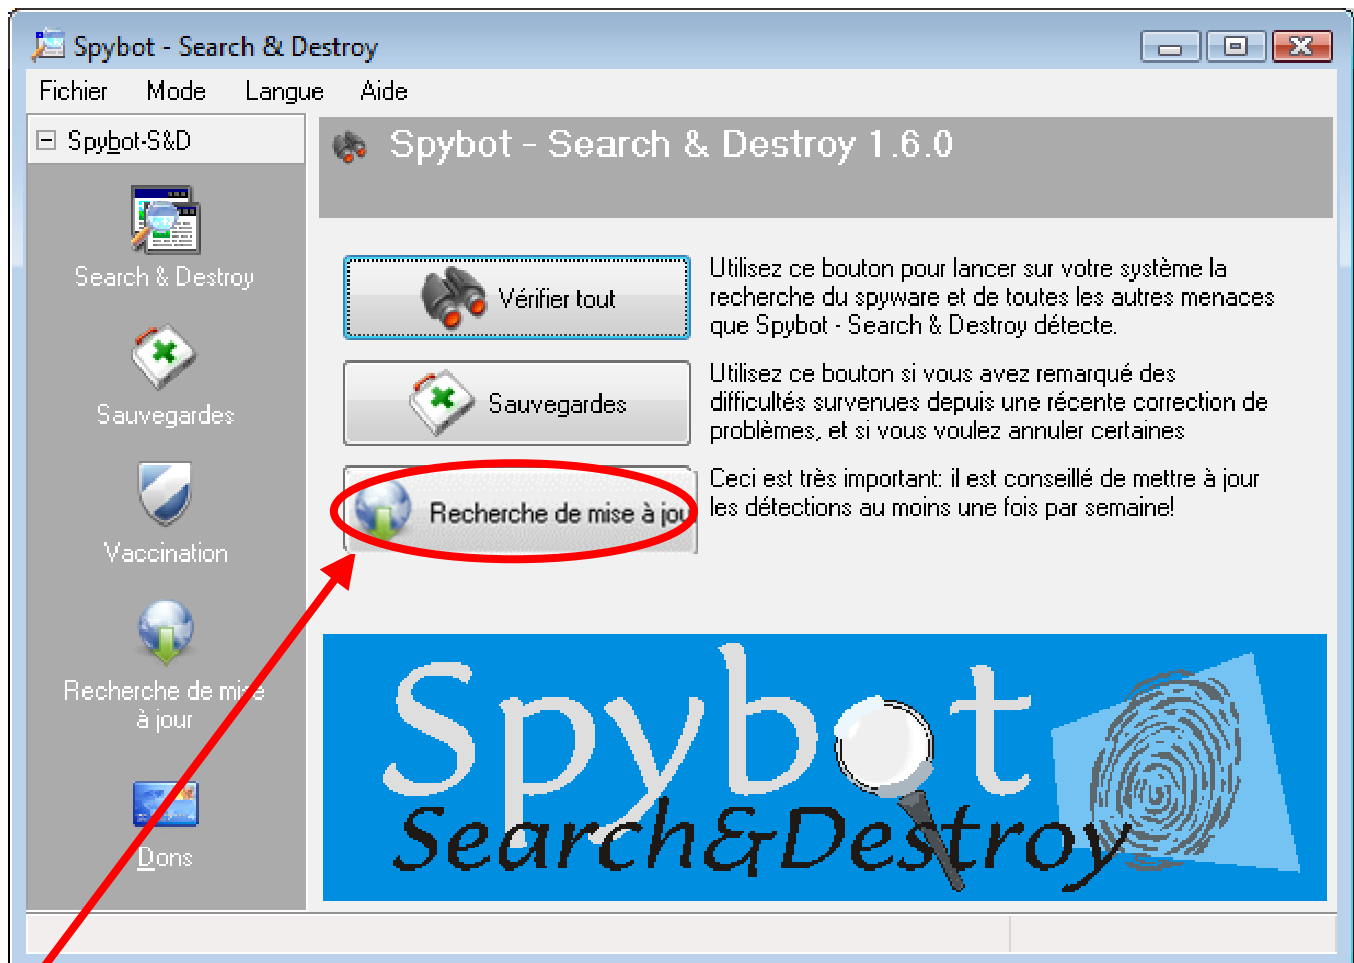 Spybot - Search & Destroy
Fichier Mode Langue Aide
Spybot-S&D
Search & Destroy
Sauvegardes
Vaccination
Recherche de mise
à jour
Dons
Spybot - Search & Destroy 1.6.0
Vérifier tout
Utilisez ce bouton pour lancer sur votre système la
recherche du spyware et de toutes les autres menaces
que Spybot - Search & Destroy détecte.
Sauvegardes
Utilisez ce bouton si vous avez remarqué des
difficultés survenues depuis une récente correction de
problèmes, et si vous voulez annuler certaines
Recherche de mise à jou
Ceci est très important: il est conseillé de mettre à jour
les détections au moins une fois par semaine!
Spybot
Search&Destroy